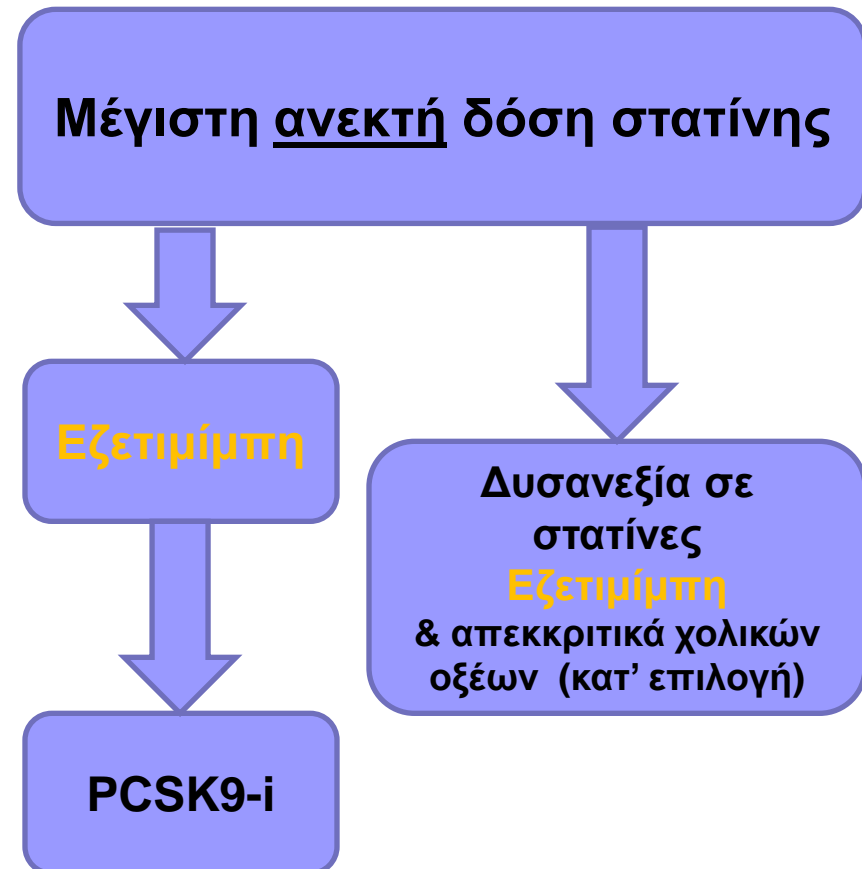 Μέγιστη ανεκτή δόση στατίνης
Εζετιμίμπη
Δυσανεξία σε
στατίνες
Εζετιμίμπη
& απεκκριτικά χολικών
οξέων (κατ’ επιλογή)
PCSK9-i